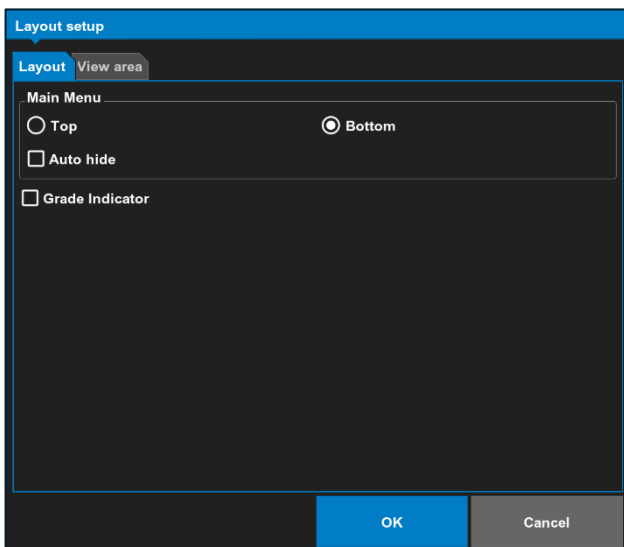 Layout setup
Layout View area
Main Menu
Top Bottom
Auto hide
Grade Indicator
OK Cancel